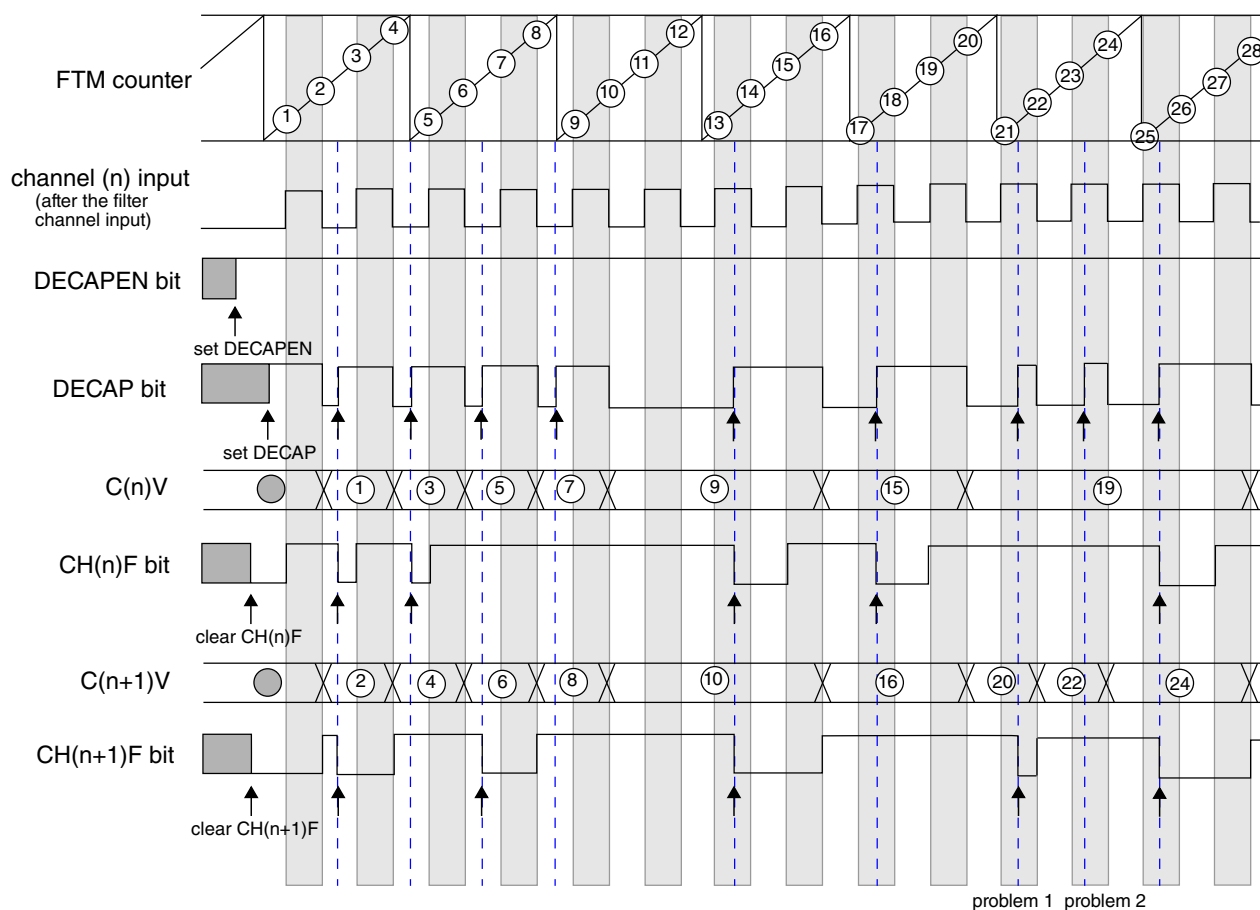 4 8 12 16 20 24 28
3 7 11 15 19 23 27
FTM counter
2 6 10 14 18 22 26
1 5 9 13 17 21 25
channel (n) input
(after the filter
channel input)
DECAPEN bit
set DECAPEN
DECAP bit
set DECAP
C(n)V 1 3 5 7 9 15 19
CH(n)F bit
clear CH(n)F
C(n+1)V 2 4 6 8 10 16 20 22 24
CH(n+1)F bit
clear CH(n+1)F
problem 1 problem 2